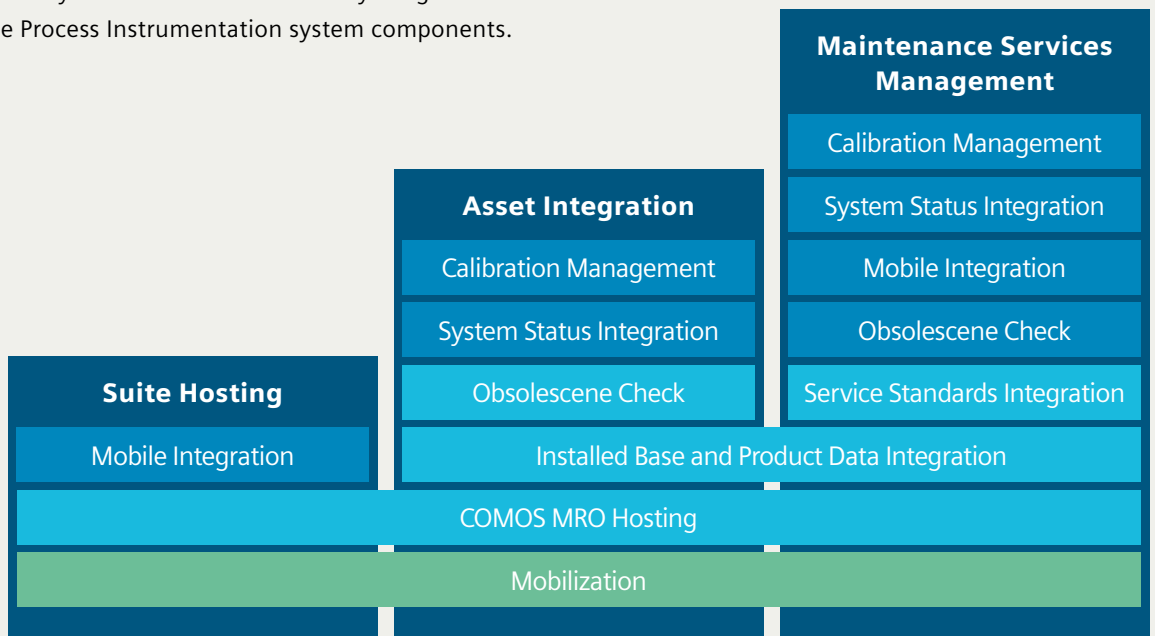 e Process Instrumentation system components.
Maintenance Services
Management
Calibration Management
System Status Integration
Mobile Integration
Obsolescene Check
Service Standards Integration
Asset Integration
Calibration Management
System Status Integration
Obsolescene Check
Suite Hosting
Mobile Integration
Installed Base and Product Data Integration
COMOS MRO Hosting
Mobilization